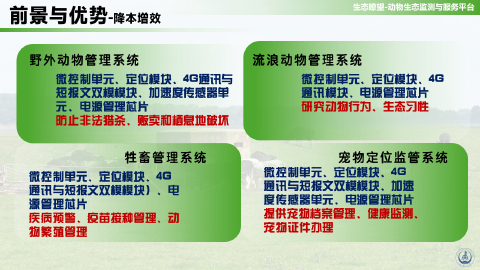 前景与优势-降本增效
生态瞭望-动物生态监测与服务平台
野外动物管理系统
微控制单元、定位模块、4G通讯与
短报文双模模块、加速度传感器单
元、电源管理芯片
防止非法猎杀、贩卖和栖息地破坏
流浪动物管理系统
微控制单元、定位模块、4G
通讯模块、电源管理芯片
研究动物行为、生态习性
牲畜管理系统
微控制单元、定位模块、4G
通讯与短报文双模模块）、电
源管理芯片
疾病预警、疫苗接种管理、动
物繁殖管理
宠物定位监管系统
微控制单元、定位模块、4G
通讯与短报文双模模块、加速
度传感器单元、电源管理芯片
提供宠物档案管理、健康监测、
宠物证件办理